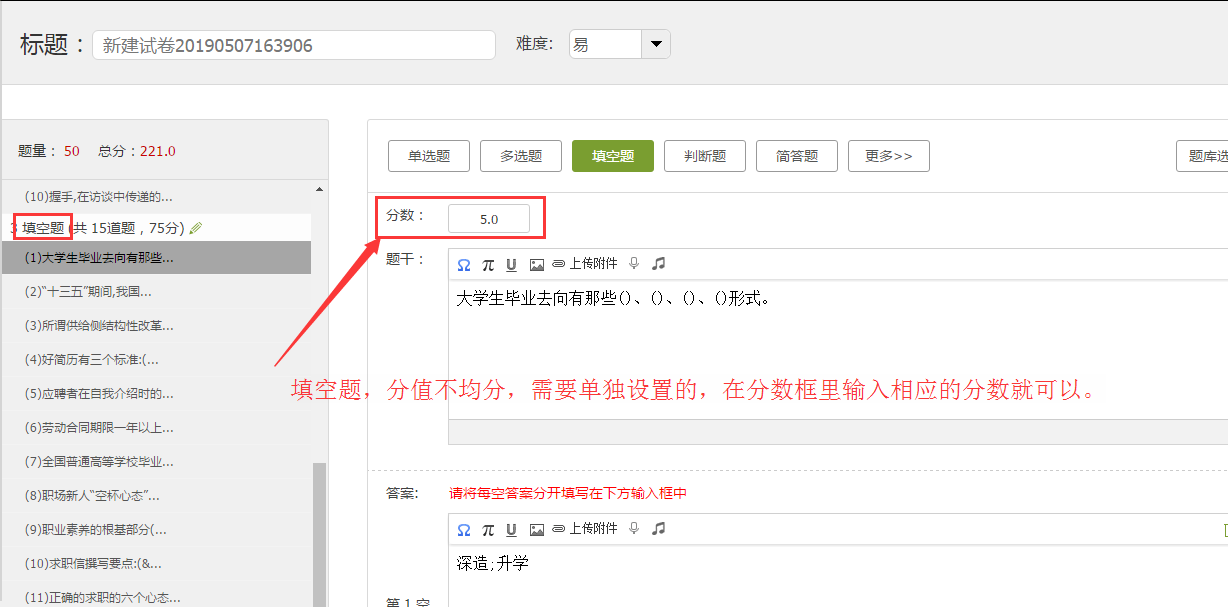 标题：
新建试卷20190507163906
难度:
易
题量： 50 总分：221.0
单选题 多选题 填空题 判断题 简答题 更多>> 题库选
(10)握手,在访谈中传递的...
3 填空题 (共 15道题，75分)
(1)大学生毕业去向有那些...
(2)“十三五”期间,我国...
(3)所谓供给侧结构性改革...
(4)好简历有三个标准:(...
(5)应聘者在自我介绍时的...
(6)劳动合同期限一年以上...
(7)全国普通高等学校毕业...
(8)职场新人“空杯心态”...
(9)职业素养的根基部分(...
(10)求职信撰写要点:(&...
(11)正确的求职的六个心态...
分数：
5.0
题干：
Ω π U 上传附件
大学生毕业去向有那些()、()、()、()形式。
填空题，分值不均分，需要单独设置的，在分数框里输入相应的分数就可以。
答案:
请将每空答案分开填写在下方输入框中
Ω π U 上传附件
深造;升学
第 1 空